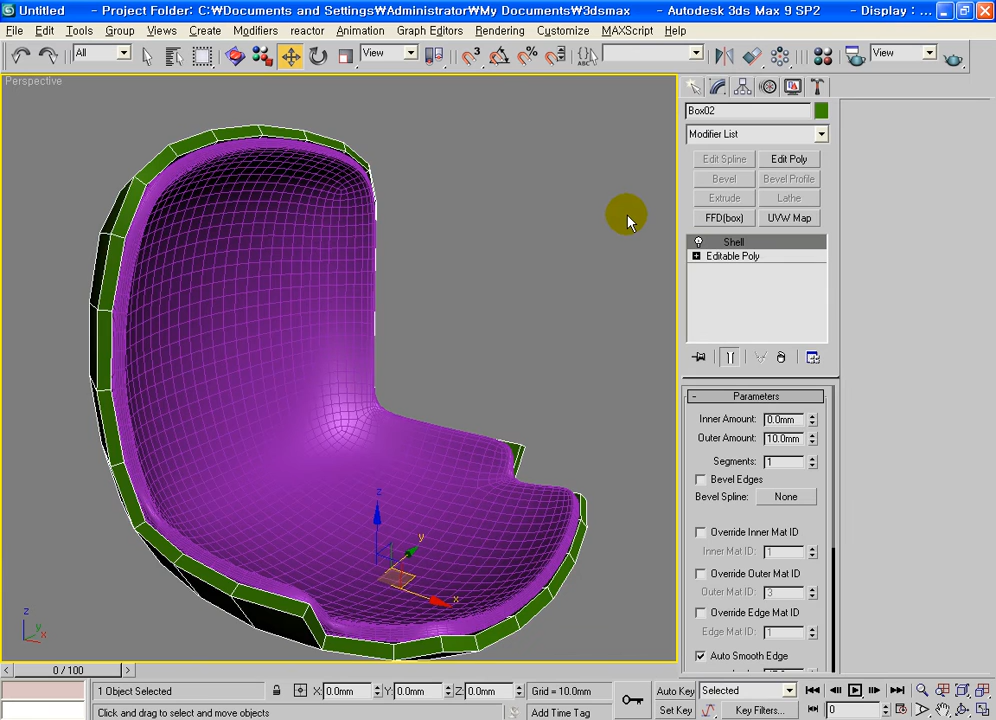 Untitled - Project Folder: C:₩Documents and Settings₩Administrator₩My Documents₩3dsmax - Autodesk 3ds Max 9 SP2 - Display : ...
File Edit Tools Group Views Create Modifiers reactor Animation Graph Editors Rendering Customize MAXScript Help
All View View
Perspective
Box02
Modifier List
Edit Spline Edit Poly
Bevel Bevel Profile
Extrude Lathe
FFD(box) UVW Map
Shell
Editable Poly
- Parameters
Inner Amount: 0.0mm
Outer Amount: 10.0mm
Segments: 1
Bevel Edges
Bevel Spline: None
Override Inner Mat ID
Inner Mat ID: 1
Override Outer Mat ID
Outer Mat ID: 3
Override Edge Mat ID
Edge Mat ID: 1
Auto Smooth Edge
z
y
x
z
y
x
< 0 / 100 >
1 Object Selected X: 0.0mm Y: 0.0mm Z: 0.0mm Grid = 10.0mm Auto Key Selected
Click and drag to select and move objects Add Time Tag Set Key Key Filters... 0